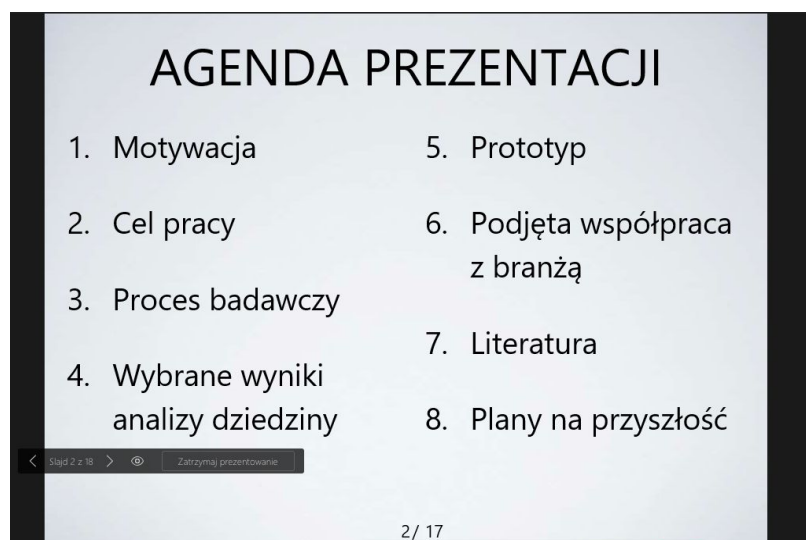 AGENDA PREZENTACJI
1. Motywacja
2. Cel pracy
3. Proces badawczy
4. Wybrane wyniki
analizy dziedziny
5. Prototyp
6. Podjęta współpraca
z branżą
7. Literatura
8. Plany na przyszłość
Slajd 2 z 18
Zatrzymaj prezentowanie
2/ 17